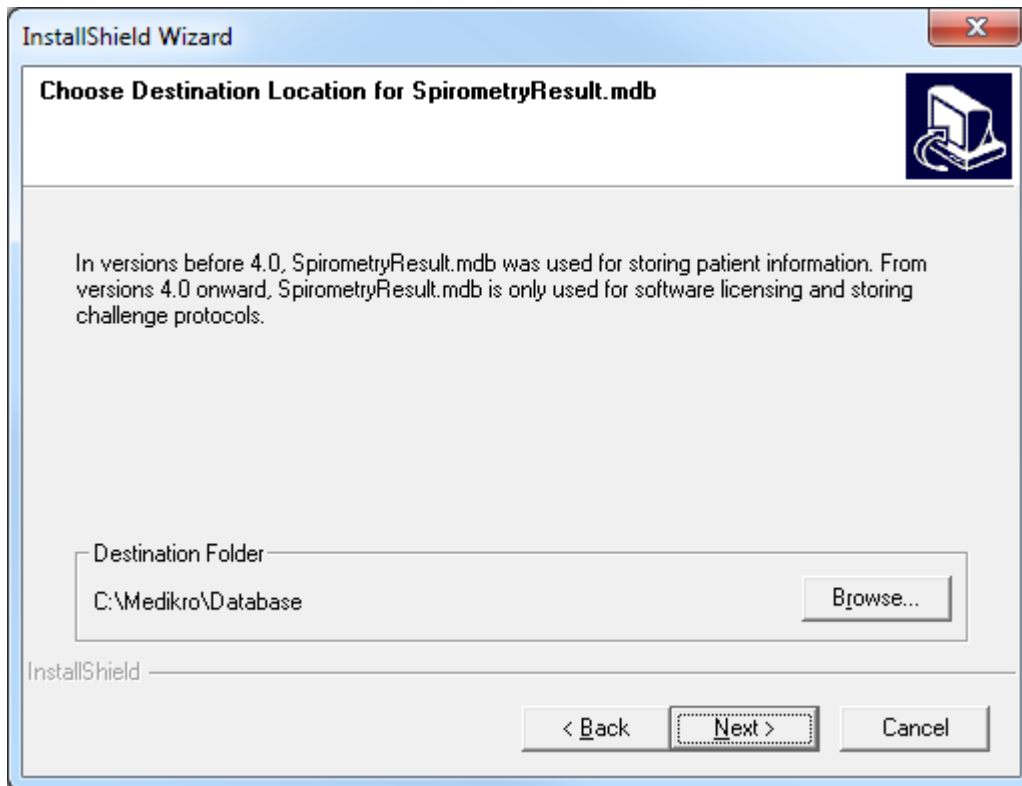 InstallShield Wizard
Choose Destination Location for SpirometryResult.mdb
In versions before 4.0, SpirometryResult.mdb was used for storing patient information. From
versions 4.0 onward, SpirometryResult.mdb is only used for software licensing and storing
challenge protocols.
Destination Folder
C:\Medikro\Database
Browse...
InstallShield
< Back
Next >
Cancel